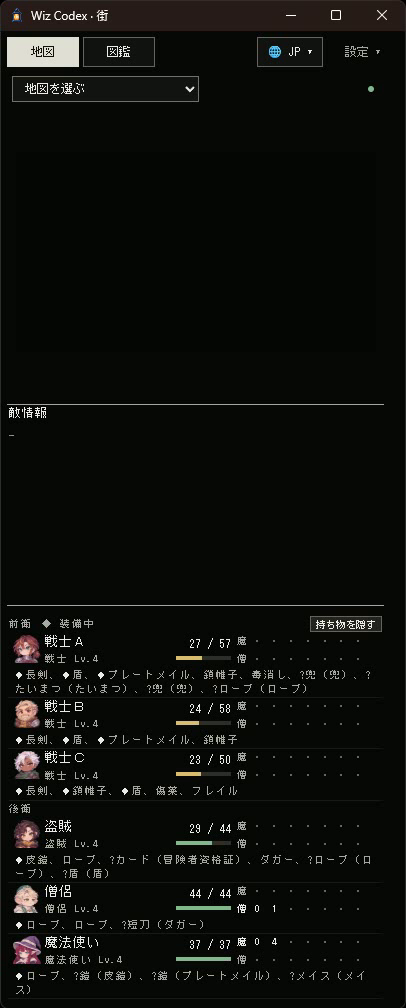 Wiz Codex · 街
地図 図鑑 JP ▾ 設定 ▾
地図を選ぶ
敵情報
–
前衛 ◆ 装備中 持ち物を隠す
戦士A 27 / 57 魔 · · · · · · ·
戦士 Lv.4 僧 · · · · · · ·
◆長剣、◆盾、◆プレートメイル、鎖帷子、毒消し、?兜（兜）、?
たいまつ（たいまつ）、?兜（兜）、?ローブ（ローブ）
戦士B 24 / 58 魔 · · · · · · ·
戦士 Lv.4 僧 · · · · · · ·
◆長剣、◆盾、◆プレートメイル、鎖帷子
戦士C 23 / 50 魔 · · · · · · ·
戦士 Lv.4 僧 · · · · · · ·
◆長剣、◆鎖帷子、◆盾、傷薬、フレイル
後衛
盗賊 29 / 44 魔 · · · · · · ·
盗賊 Lv.4 僧 · · · · · · ·
◆皮鎧、ローブ、?カード（冒険者資格証）、ダガー、?ローブ（ロ
ーブ）、?盾（盾）
僧侶 44 / 44 魔 · · · · · · ·
僧侶 Lv.4 僧 0 1 · · · · ·
◆ローブ、ローブ、?短刀（ダガー）
魔法使い 37 / 37 魔 0 4 · · · · ·
魔法使い Lv.4 僧 · · · · · · ·
◆ローブ、?鎧（皮鎧）、?鎧（プレートメイル）、?メイス（メイ
ス）